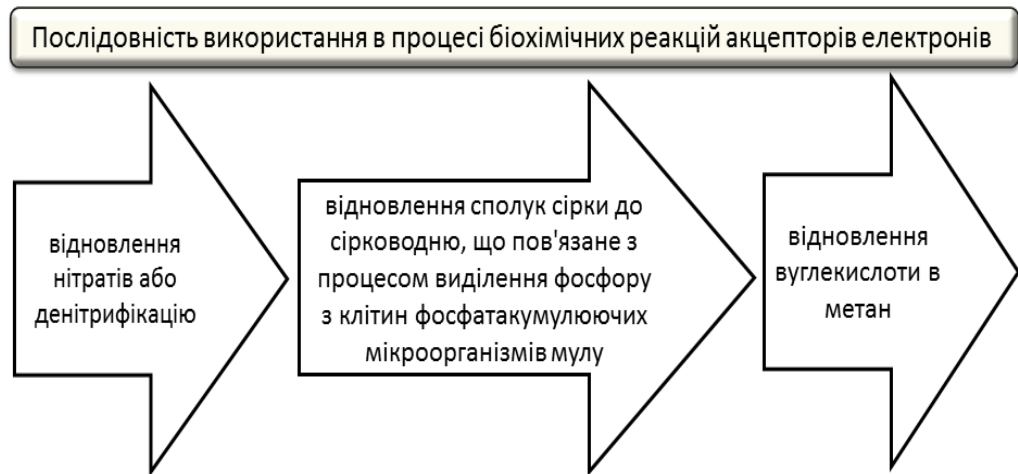 Послідовність використання в процесі біохімічних реакцій акцепторів електронів
відновлення
нітратів або
денітрифікацію
відновлення сполук сірки до
сірководню, що пов'язане з
процесом виділення фосфору
з клітин фосфатакумулюючих
мікроорганізмів мулу
відновлення
вуглекислоти в
метан